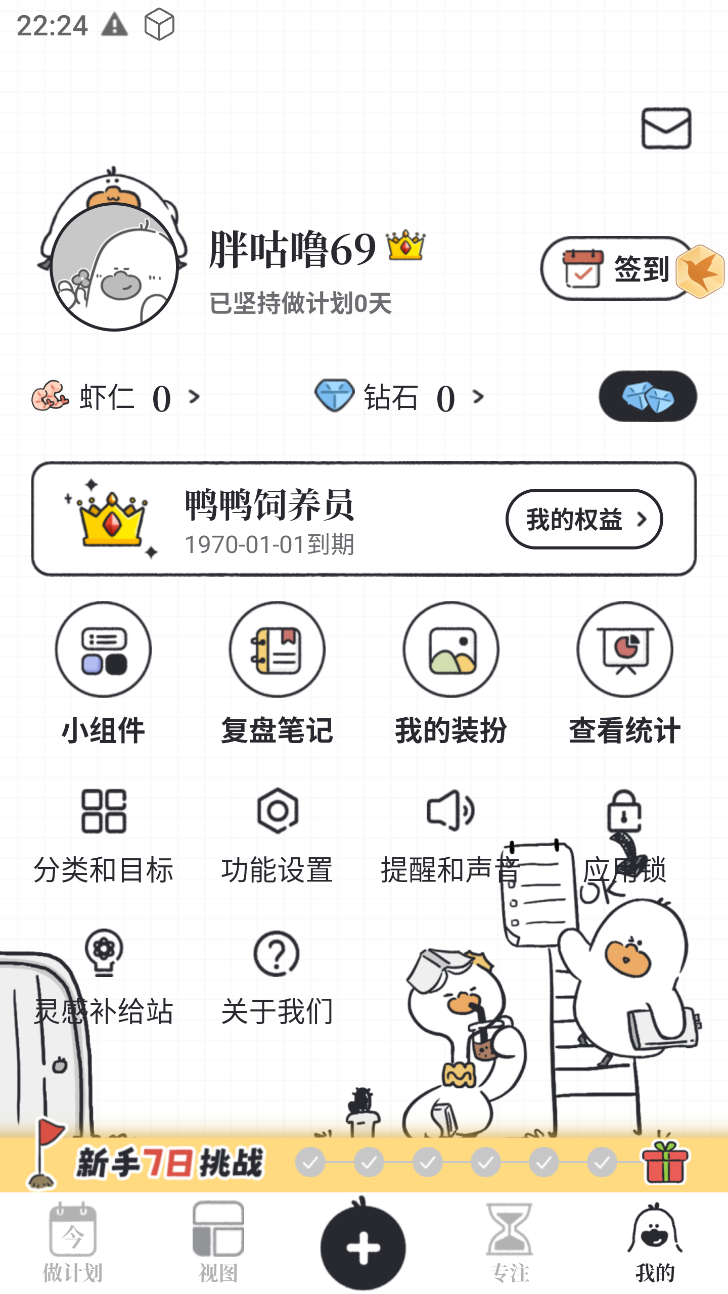 22:24
胖咕噜69
已坚持做计划0天
签到
虾仁 0
钻石 0
鸭鸭饲养员
1970-01-01到期
我的权益
小组件
复盘笔记
我的装扮
查看统计
分类和目标
功能设置
提醒和声音
应用锁
OK
灵感补给站
关于我们
新手7日挑战
今
做计划
视图
专注
我的